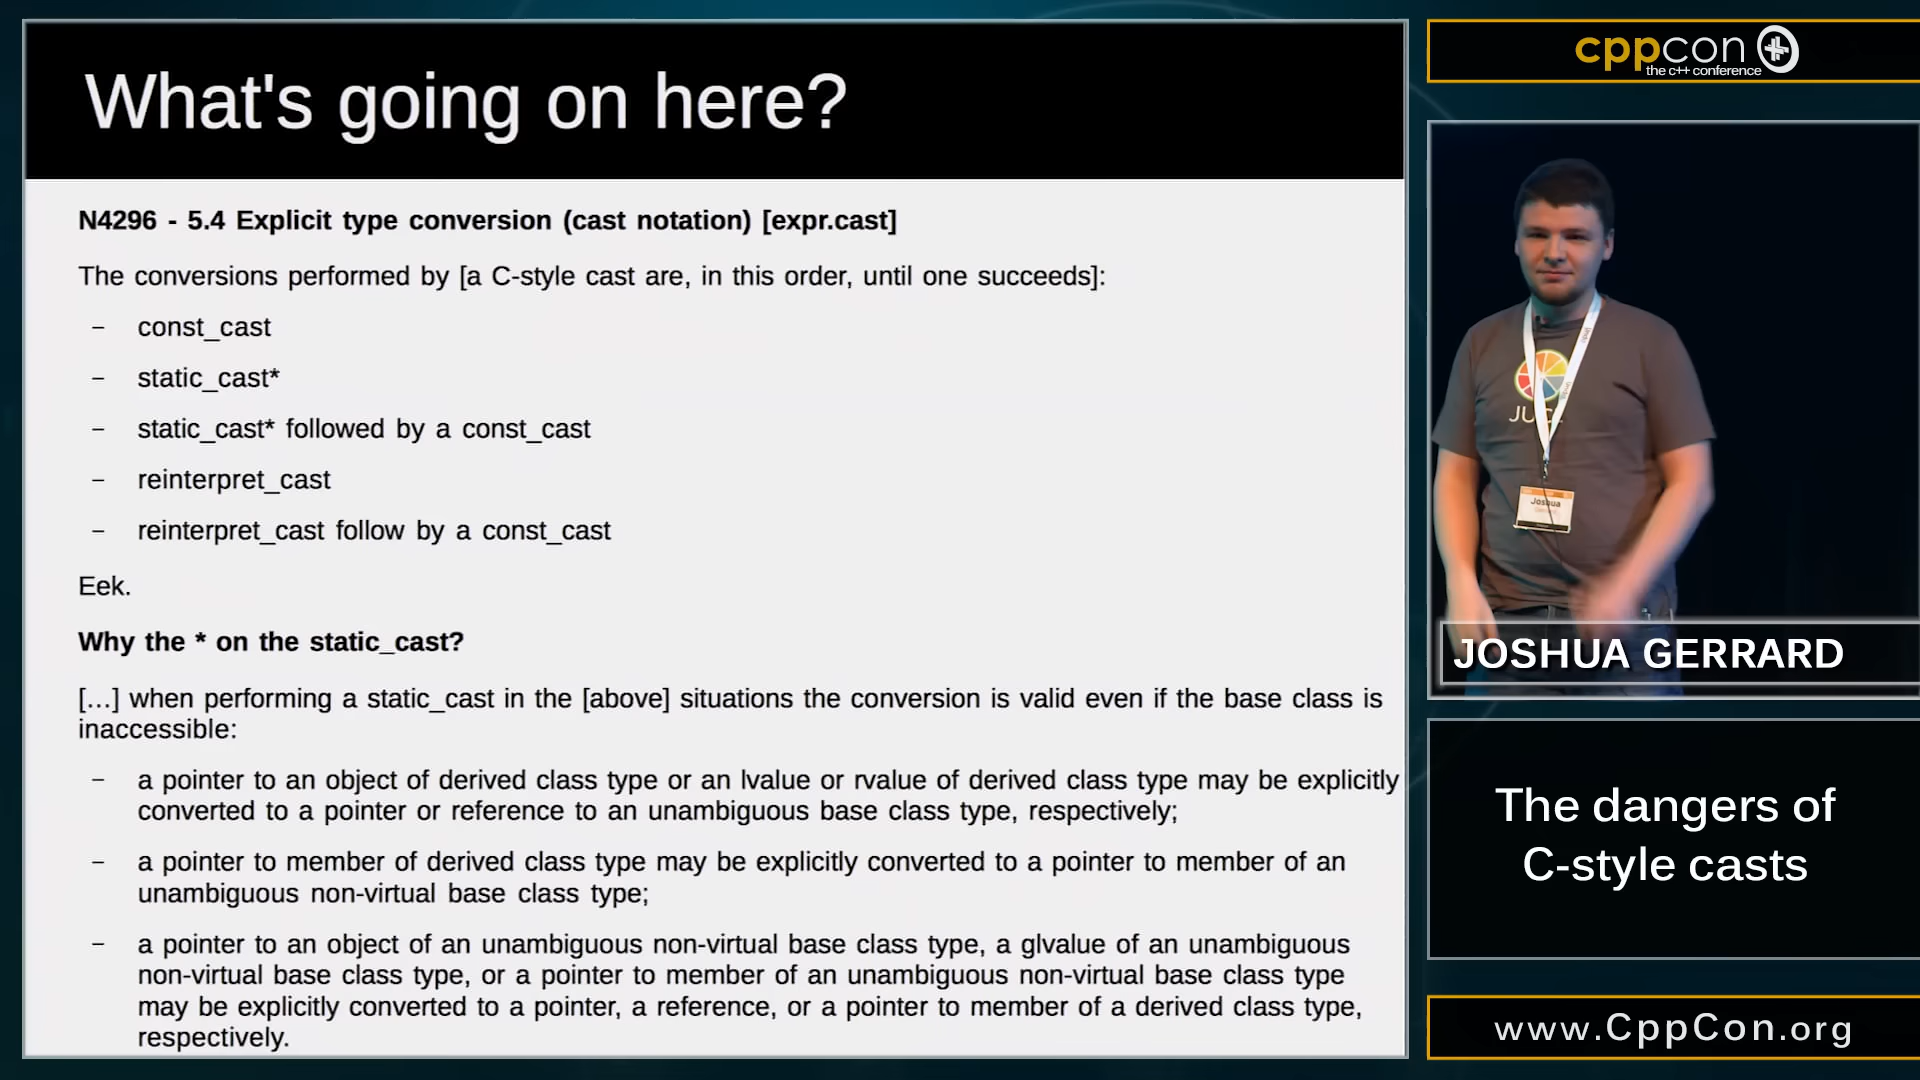 What's going on here?
N4296 - 5.4 Explicit type conversion (cast notation) [expr.cast]
The conversions performed by [a C-style cast are, in this order, until one succeeds]:
– const_cast
– static_cast*
– static_cast* followed by a const_cast
– reinterpret_cast
– reinterpret_cast follow by a const_cast
Eek.
Why the * on the static_cast?
[…] when performing a static_cast in the [above] situations the conversion is valid even if the base class is
inaccessible:
– a pointer to an object of derived class type or an lvalue or rvalue of derived class type may be explicitly
converted to a pointer or reference to an unambiguous base class type, respectively;
– a pointer to member of derived class type may be explicitly converted to a pointer to member of an
unambiguous non-virtual base class type;
– a pointer to an object of an unambiguous non-virtual base class type, a glvalue of an unambiguous
non-virtual base class type, or a pointer to member of an unambiguous non-virtual base class type
may be explicitly converted to a pointer, a reference, or a pointer to member of a derived class type,
respectively.
cppcon
the c++ conference
Joshua
JOSHUA GERRARD
The dangers of
C-style casts
www.CppCon.org